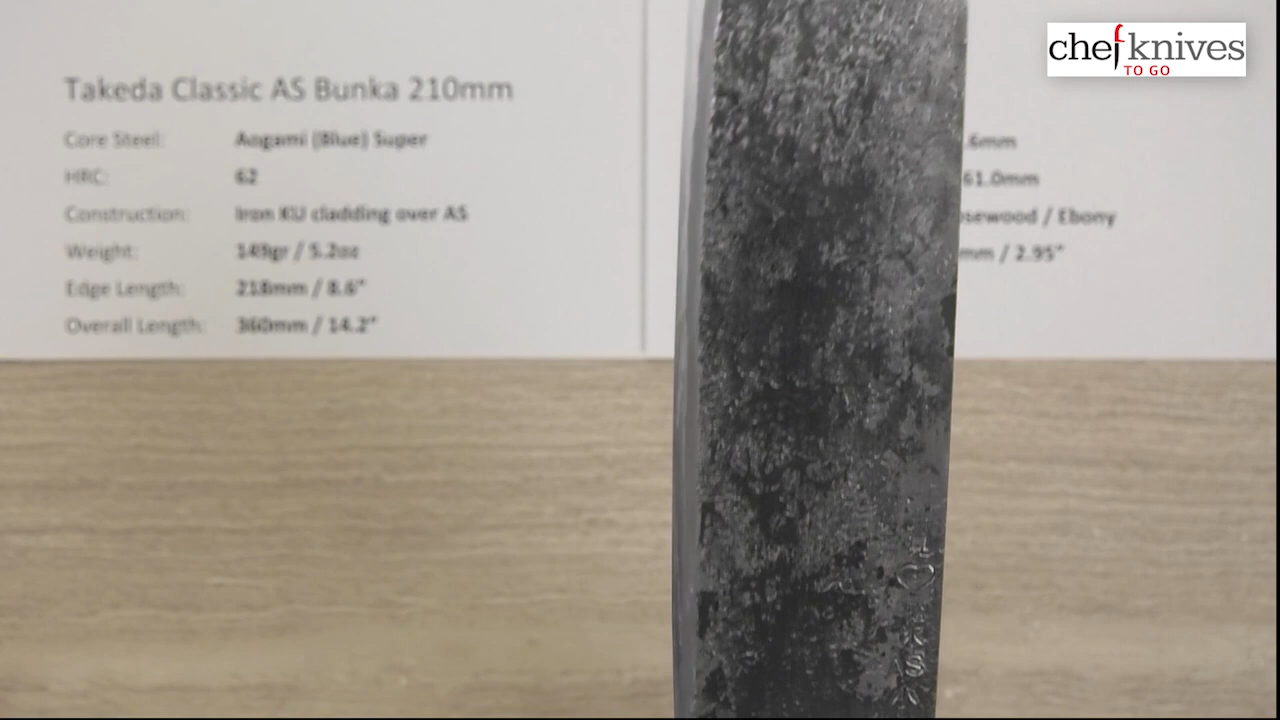 chefknives
TO GO
Takeda Classic AS Bunka 210mm
Core Steel: Aogami (Blue) Super
HRC: 62
Construction: Iron KU cladding over AS
Weight: 149gr / 5.2oz
Edge Length: 218mm / 8.6"
Overall Length: 360mm / 14.2"
.6mm
61.0mm
sewood / Ebony
mm / 2.95"